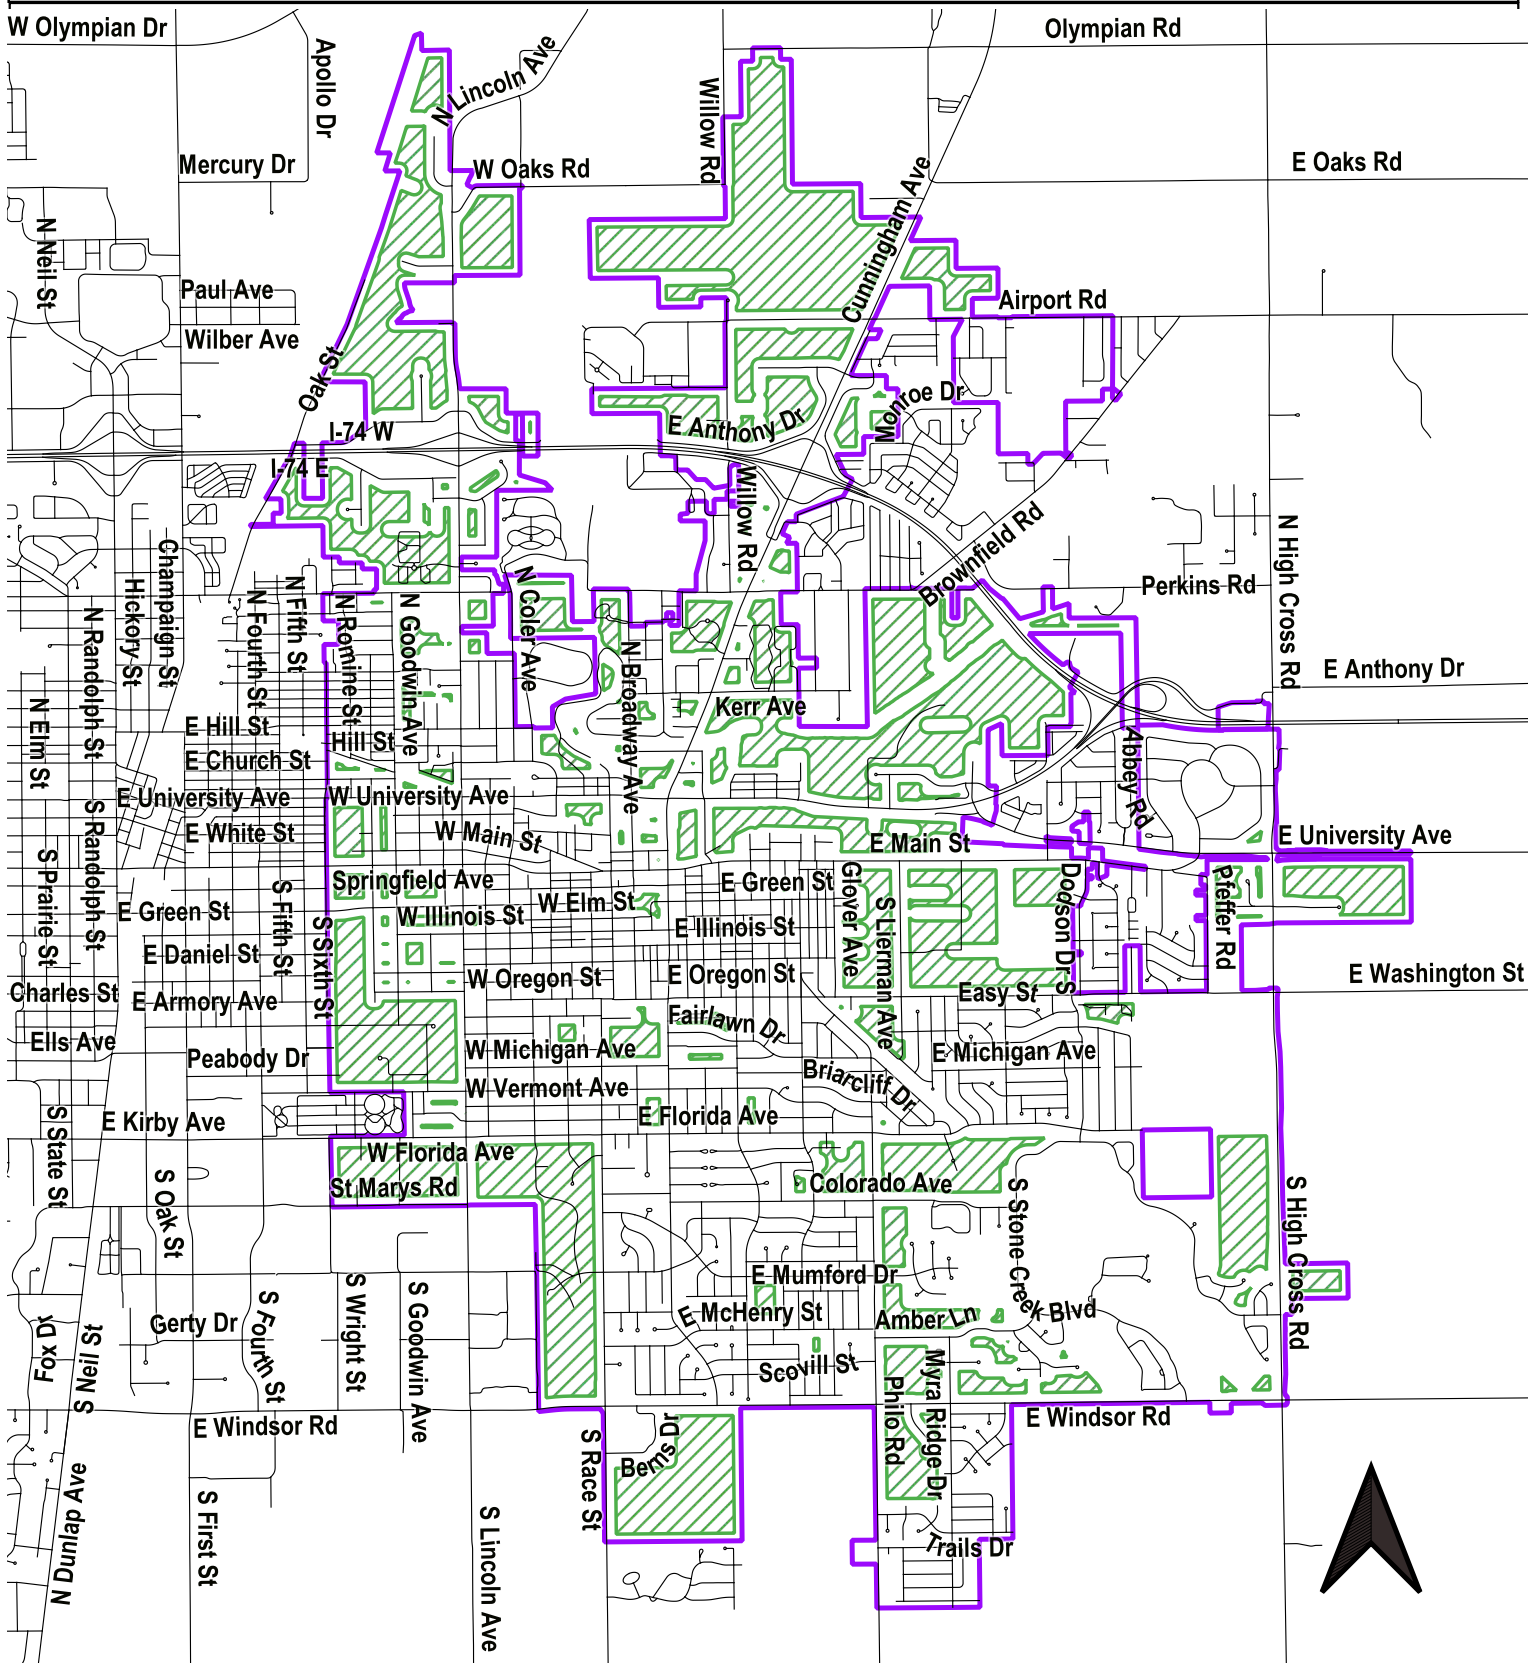 W Olympian Dr
Olympian Rd
Apollo Dr
N Lincoln Ave
Willow Rd
Mercury Dr
W Oaks Rd
E Oaks Rd
Cunningham Ave
N Neil St
Paul Ave
Airport Rd
Wilber Ave
Oak St
Monroe Dr
I-74 W
E Anthony Dr
I-74 E
Willow Rd
Brownfield Rd
N High Cross Rd
Champaign St
Perkins Rd
Hickory St
N Randolph St
N Fifth St
N Fourth St
N Romine St
N Goodwin Ave
N Coler Ave
N Broadway Ave
E Anthony Dr
N Elm St
Kerr Ave
E Hill St
Hill St
E Church St
Abbey Rd
E University Ave
W University Ave
E White St
W Main St
E Main St
E University Ave
S Randolph St
S Prairie St
Springfield Ave
E Green St
Glover Ave
Dodson Dr S
Pfeffer Rd
E Green St
S Fifth St
W Illinois St
W Elm St
E Illinois St
S Lierman Ave
S Sixth St
E Daniel St
W Oregon St
E Oregon St
E Washington St
Charles St
E Armory Ave
Easy St
Fairlawn Dr
Ells Ave
Peabody Dr
W Michigan Ave
E Michigan Ave
W Vermont Ave
Briarcliff Dr
S State St
E Kirby Ave
E Florida Ave
W Florida Ave
S Oak St
St Marys Rd
Colorado Ave
S Stone Creek Blvd
S High Cross Rd
E Mumford Dr
S Wright St
S Goodwin Ave
S Fourth St
E McHenry St
Amber Ln
Fox Dr
S Neil St
Gerty Dr
Scovill St
Myra Ridge Dr
Philo Rd
E Windsor Rd
E Windsor Rd
Berns Dr
S Race St
N Dunlap Ave
S First St
S Lincoln Ave
Trails Dr